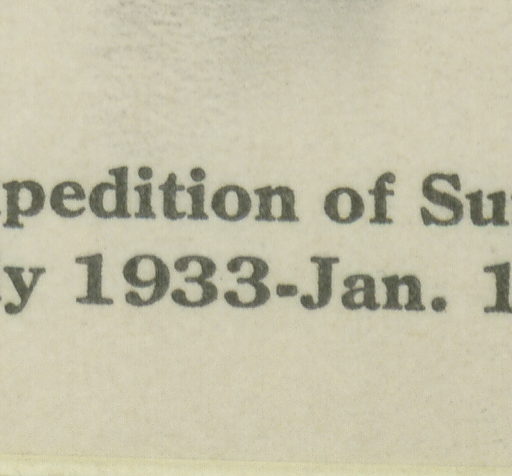 pedition of Su
y 1933-Jan. 1